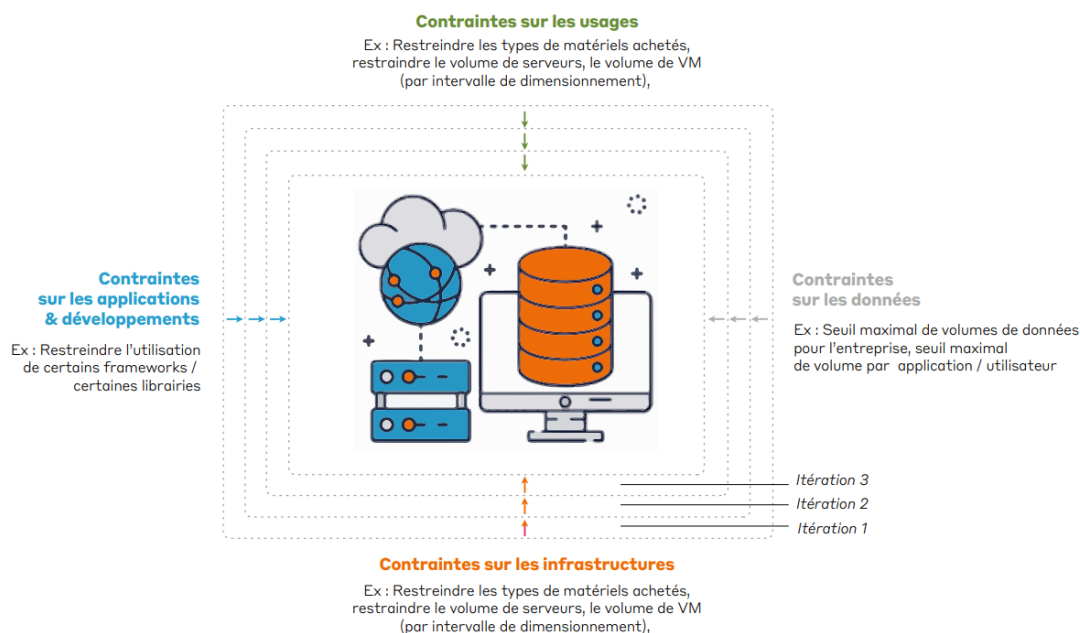 Contraintes sur les usages
Ex : Restreindre les types de matériels achetés,
restraindre le volume de serveurs, le volume de VM
(par intervalle de dimensionnement),
Contraintes
sur les applications
& développements
Ex : Restreindre l'utilisation
de certains frameworks /
certaines librairies
Contraintes
sur les données
Ex : Seuil maximal de volumes de données
pour l'entreprise, seuil maximal
de volume par application / utilisateur
Itération 3
Itération 2
Itération 1
Contraintes sur les infrastructures
Ex : Restreindre les types de matériels achetés,
restraindre le volume de serveurs, le volume de VM
(par intervalle de dimensionnement),